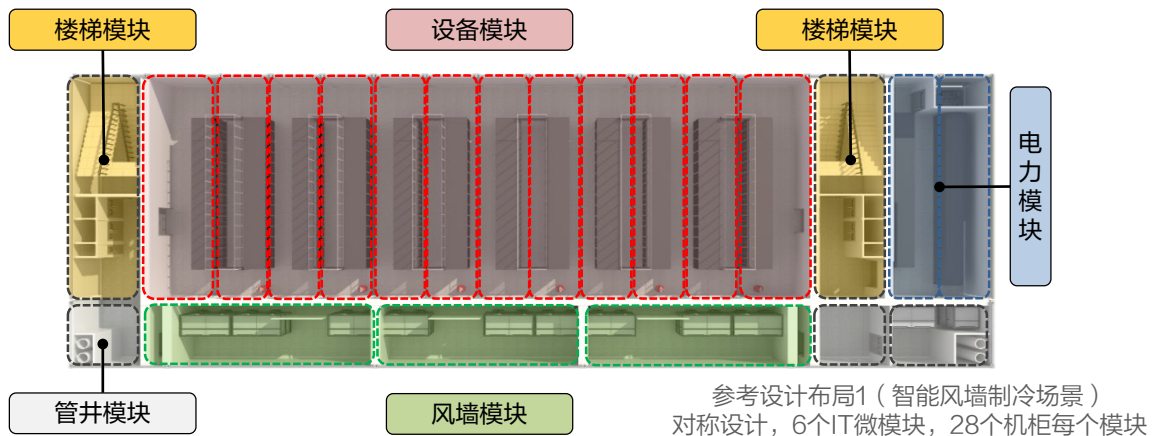 楼梯模块
设备模块
楼梯模块
电力模块
管井模块
风墙模块
参考设计布局1（智能风墙制冷场景）
对称设计，6个IT微模块，28个机柜每个模块